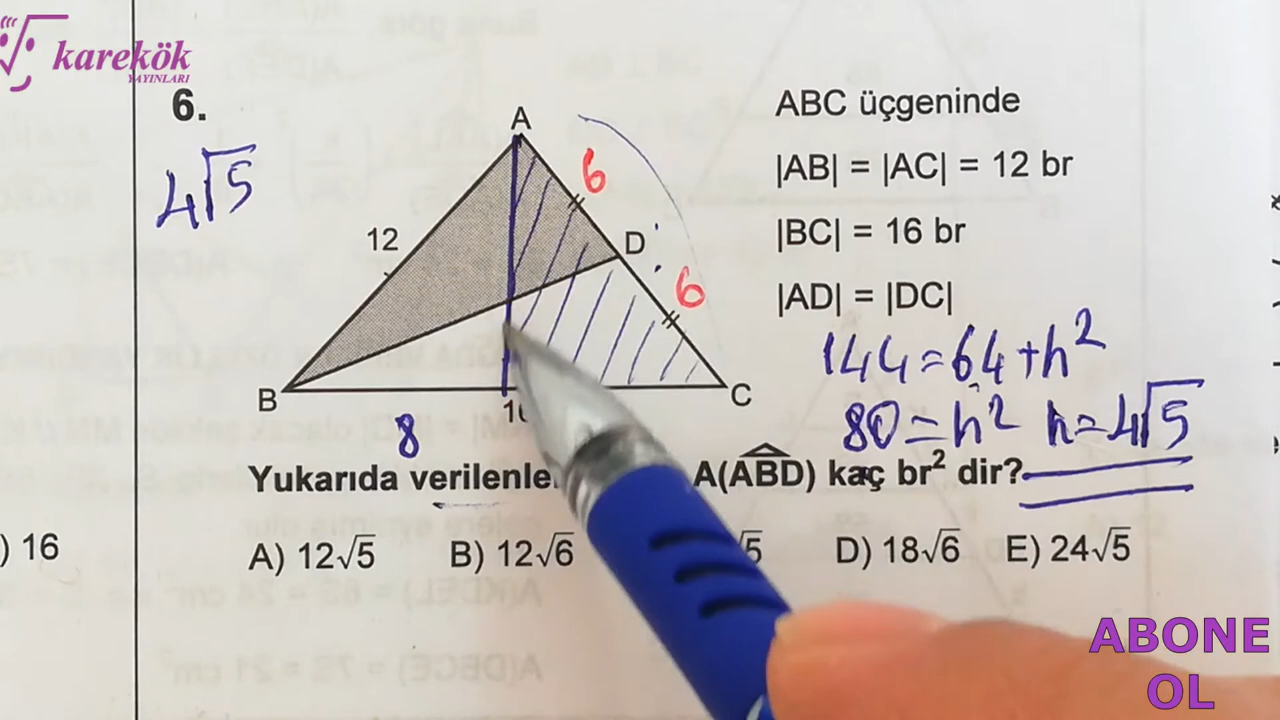 karekök
YAYINLARI
6.
4√5
A
6
D
6
12
B
C
8
ABC üçgeninde
|AB| = |AC| = 12 br
|BC| = 16 br
|AD| = |DC|
144=64+h²
80=h² h=4√5
Yukarıda A(ABD) kaç br² dir?
) 16
A) 12√5 B) 12√6 √5 D) 18√6 E) 24√5
ABONE
OL